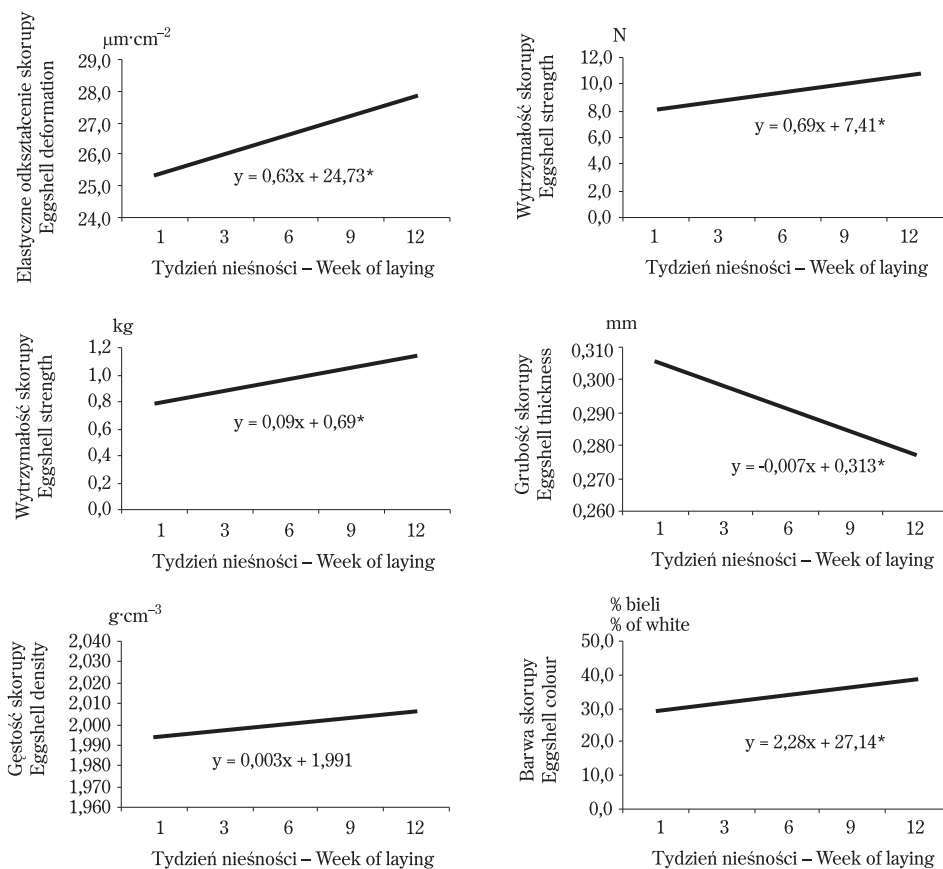 μm·cm–2
Elastyczne odkształcenie skorupy
Eggshell deformation
29,0
28,0
27,0
26,0
25,0
24,0
y = 0,63x + 24,73*
1 3 6 9 12
Tydzień nieśności – Week of laying
N
Wytrzymałość skorupy
Eggshell strength
12,0
10,0
8,0
6,0
4,0
2,0
0,0
y = 0,69x + 7,41*
1 3 6 9 12
Tydzień nieśności – Week of laying
kg
Wytrzymałość skorupy
Eggshell strength
1,2
1,0
0,8
0,6
0,4
0,2
0,0
y = 0,09x + 0,69*
1 3 6 9 12
Tydzień nieśności – Week of laying
mm
Grubość skorupy
Eggshell thickness
0,310
0,300
0,290
0,280
0,270
0,260
y = -0,007x + 0,313*
1 3 6 9 12
Tydzień nieśności – Week of laying
g·cm–3
Gęstość skorupy
Eggshell density
2,040
2,030
2,020
2,010
2,000
1,990
1,980
1,970
1,960
y = 0,003x + 1,991
1 3 6 9 12
Tydzień nieśności – Week of laying
% bieli
% of white
Barwa skorupy
Eggshell colour
50,0
40,0
30,0
20,0
10,0
0,0
y = 2,28x + 27,14*
1 3 6 9 12
Tydzień nieśności – Week of laying